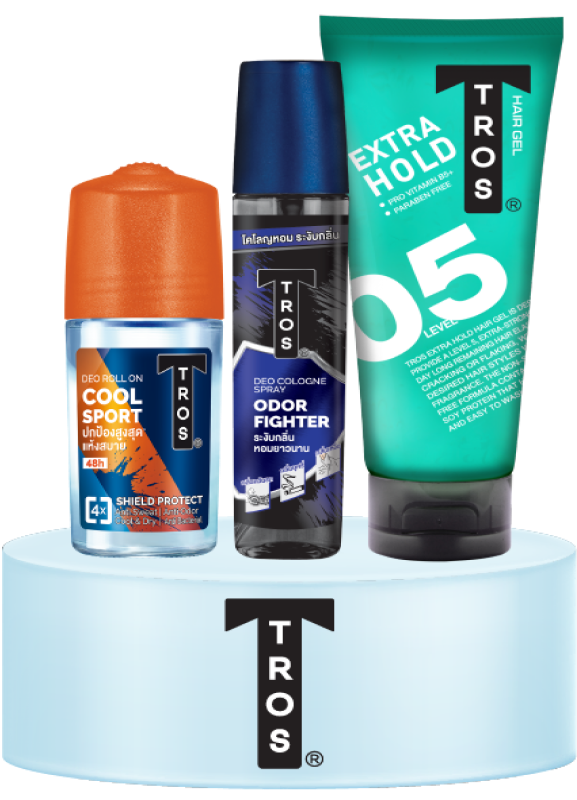 DEO ROLL ON
COOL
SPORT
ปกป้องสูงสุด
แห้งสบาย
48h
4x
SHIELD PROTECT
TROS
®
โคโลญหอม ระงับกลิ่น
TROS
DEO COLOGNE
SPRAY
ODOR
FIGHTER
ระงับกลิ่น
หอมยาวนาน
TROS
®
HAIR GEL
EXTRA
HOLD
PRO VITAMIN B5+
PARABEN FREE
05
LEVEL
TROS EXTRA HOLD HAIR GEL IS DES
PROVIDE A LEVEL 5, EXTRA-STRONG
DAY LONG REMAINING HAIR ELAS
CRACKING OR FLAKING. W
DESIRED HAIR STYLES
FRAGRANCE. THE NON
FREE FORMULA CONT
SOY PROTEIN THAT
AND EASY TO WAS
TROS
®